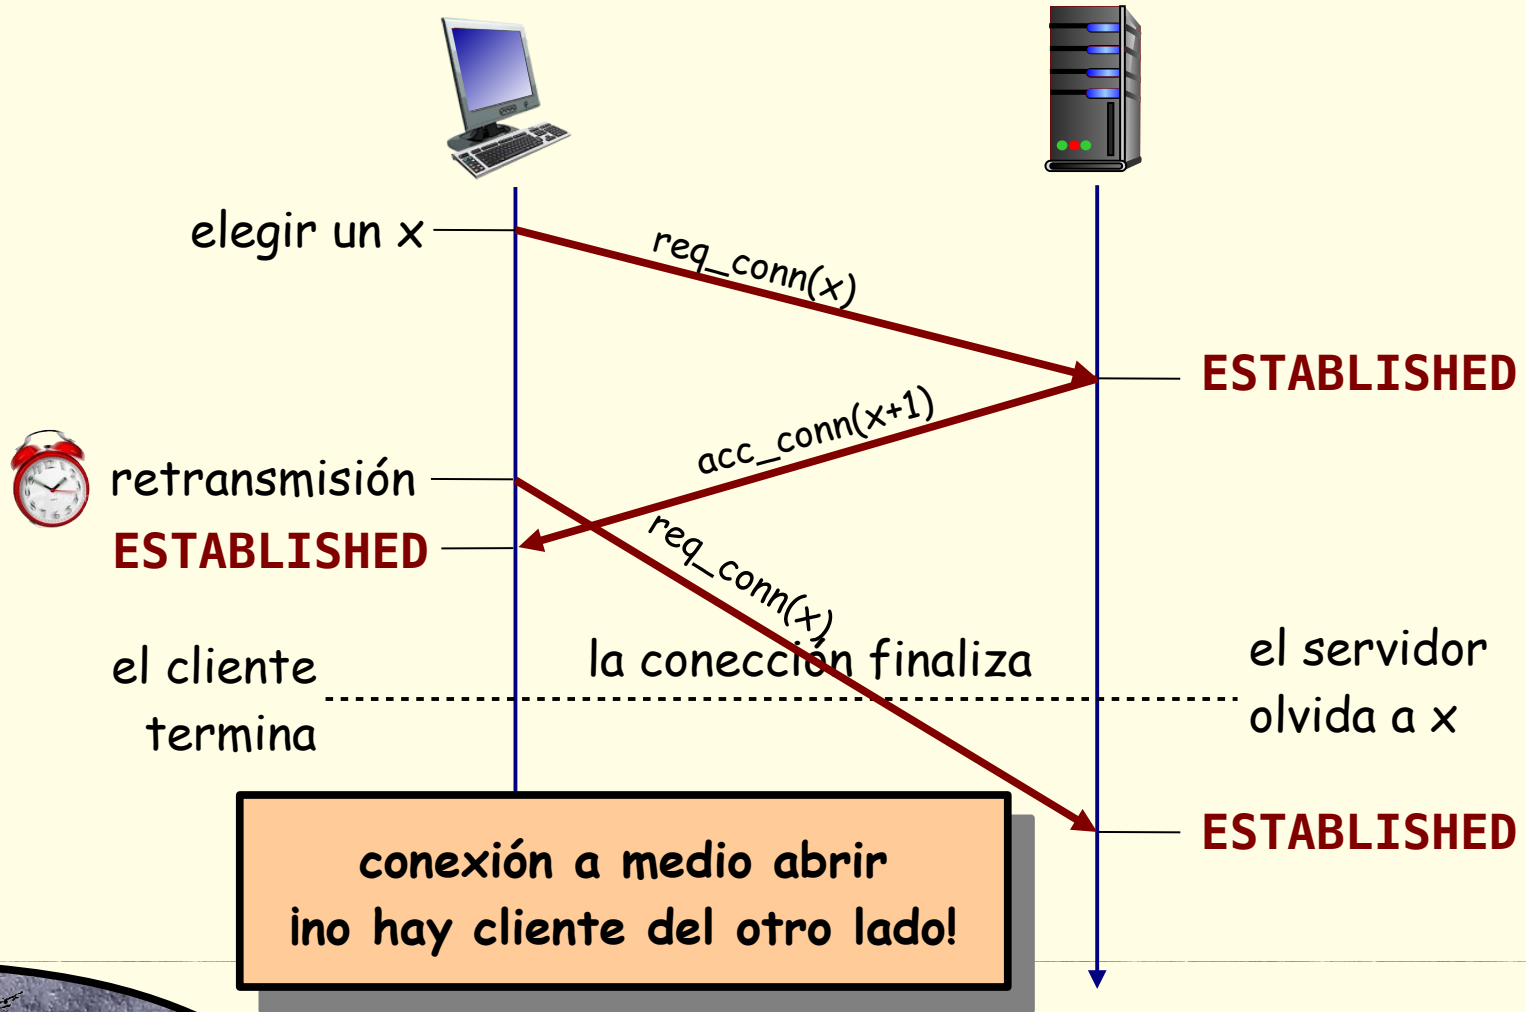 elegir un x
req_conn(x)
ESTABLISHED
acc_conn(x+1)
retransmisión
ESTABLISHED
req_conn(x)
el cliente
termina
la conección finaliza
el servidor
olvida a x
ESTABLISHED
conexión a medio abrir
¡no hay cliente del otro lado!